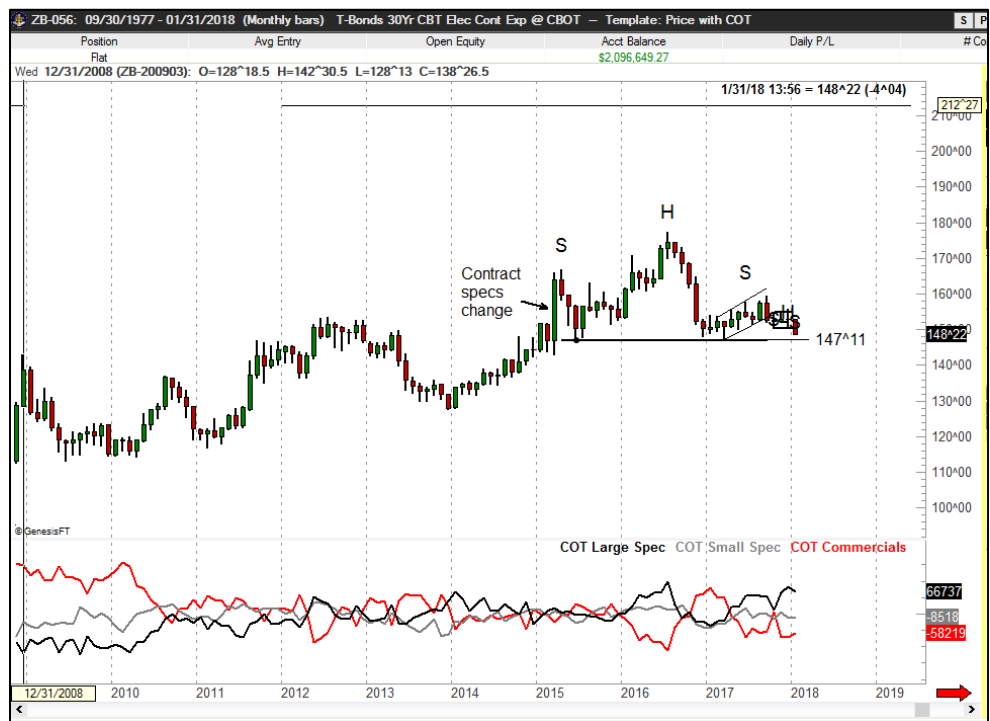 ZB-056: 09/30/1977 - 01/31/2018 (Monthly bars) T-Bonds 30Yr CBT Elec Cont Exp @ CBOT – Template: Price with COT S P
Position Avg Entry Open Equity Acct Balance Daily P/L # Co
Flat $2,096,649.27
Wed 12/31/2008 (ZB-200903): O=128^18.5 H=142^30.5 L=128^13 C=138^26.5
1/31/18 13:56 = 148^22 (-4^04)
212^27
210^00
200^00
190^00
H
180^00
S
170^00
Contract
specs
change
S
160^00
150^00
148^22
147^11
140^00
130^00
120^00
110^00
100^00
©GenesisFT
COT Large Spec COT Small Spec COT Commercials
66737
-8518
-58219
12/31/2008 2010 2011 2012 2013 2014 2015 2016 2017 2018 2019